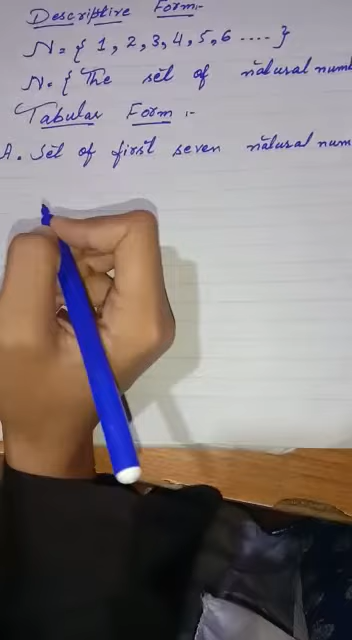 Descriptive Form:-
N = { 1, 2, 3, 4, 5, 6 .... }
N = { The set of natural num
Tabular Form :-
A. Set of first seven natural num